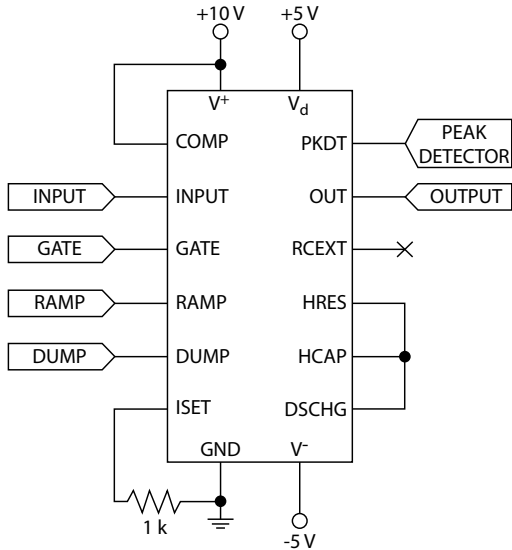 +10 V
+5 V
V+
Vd
COMP
PKDT
PEAK
DETECTOR
INPUT
INPUT
OUT
OUTPUT
GATE
GATE
RCEXT
RAMP
RAMP
HRES
DUMP
DUMP
HCAP
ISET
DSCHG
GND
V-
1 k
-5 V